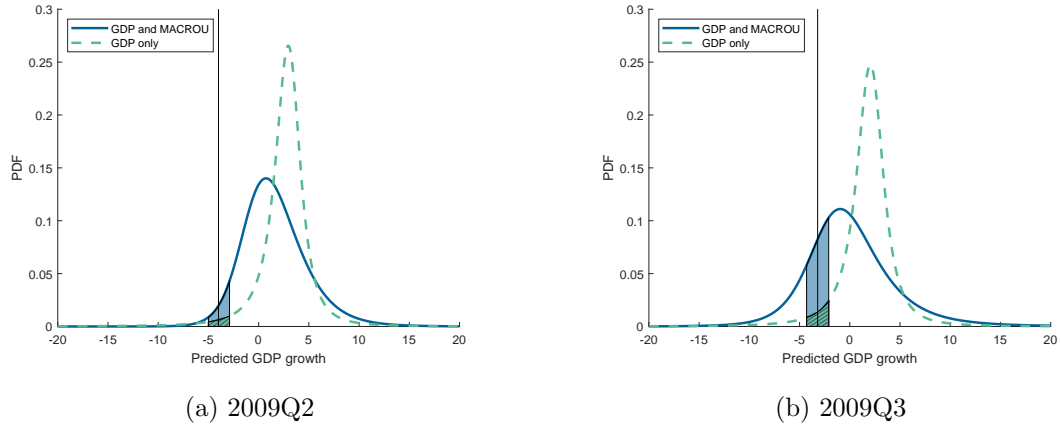 0.3
0.25
0.2
0.15
0.1
0.05
0
PDF
GDP and MACROU
GDP only
-20 -15 -10 -5 0 5 10 15 20
Predicted GDP growth
(a) 2009Q2
0.3
0.25
0.2
0.15
0.1
0.05
0
PDF
GDP and MACROU
GDP only
-20 -15 -10 -5 0 5 10 15 20
Predicted GDP growth
(b) 2009Q3